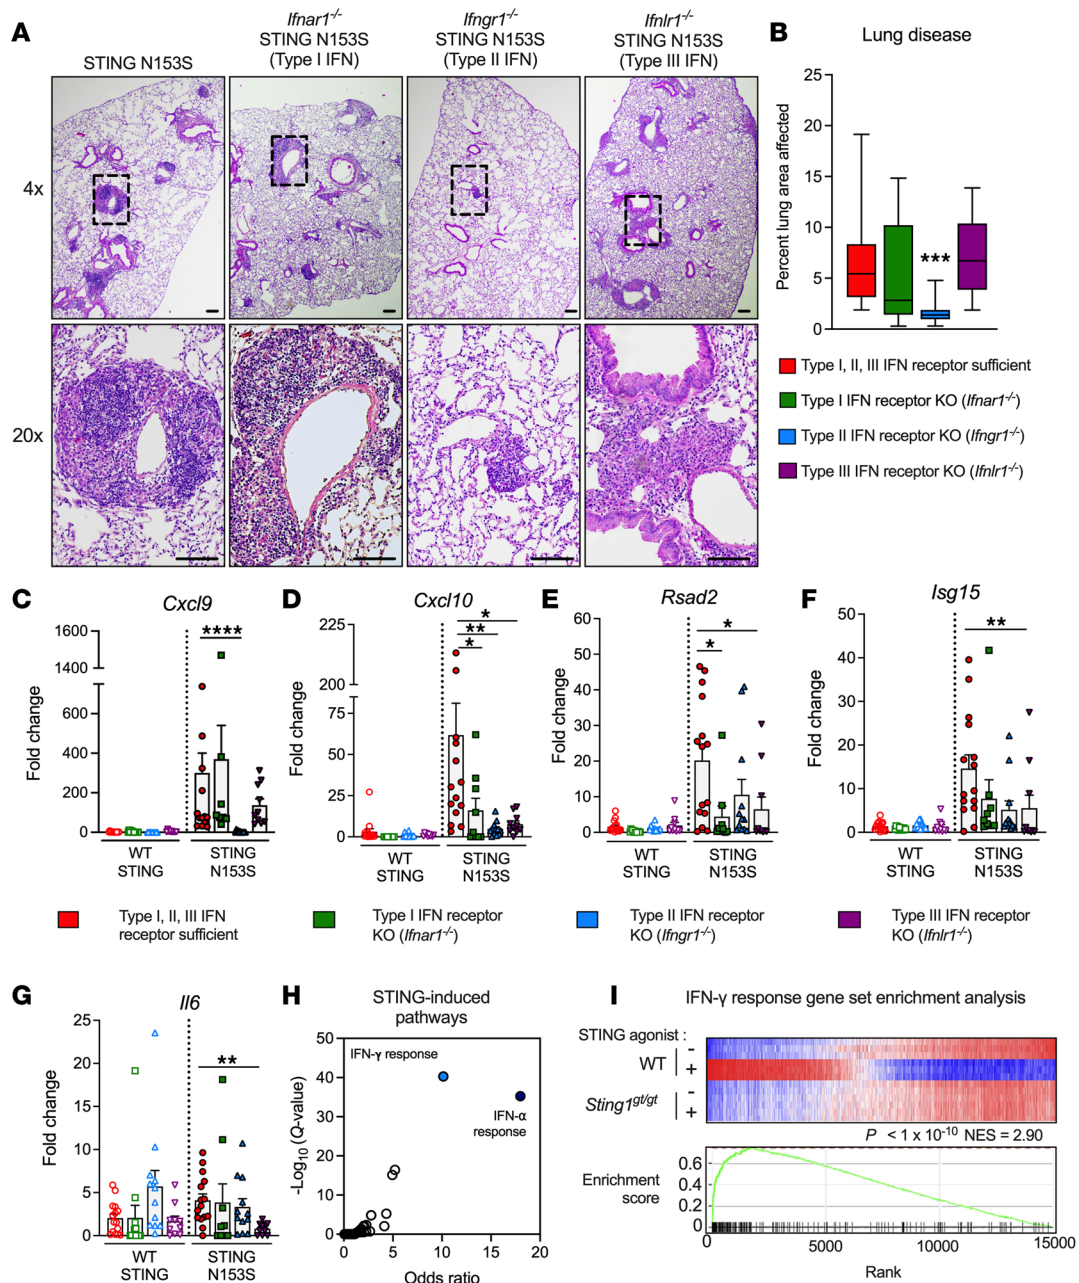 A
STING N153S
Ifnar1-/-
STING N153S
(Type I IFN)
Ifngr1-/-
STING N153S
(Type II IFN)
Ifnlr1-/-
STING N153S
(Type III IFN)
4x
20x
B
Lung disease
Percent lung area affected
25
20
15
10
5
0
***
Type I, II, III IFN receptor sufficient
Type I IFN receptor KO (Ifnar1-/-)
Type II IFN receptor KO (Ifngr1-/-)
Type III IFN receptor KO (Ifnlr1-/-)
C
Cxcl9
Fold change
1600
1400
600
400
200
0
****
WT
STING
STING
N153S
D
Cxcl10
Fold change
225
200
75
50
25
0
*
**
*
WT
STING
STING
N153S
E
Rsad2
Fold change
60
50
40
30
20
10
0
*
*
WT
STING
STING
N153S
F
Isg15
Fold change
50
40
30
20
10
0
**
WT
STING
STING
N153S
Type I, II, III IFN
receptor sufficient
Type I IFN receptor
KO (Ifnar1-/-)
Type II IFN receptor
KO (Ifngr1-/-)
Type III IFN receptor
KO (Ifnlr1-/-)
G
Il6
Fold change
25
20
15
10
5
0
**
WT
STING
STING
N153S
H
STING-induced
pathways
-Log10 (Q-value)
50
40
30
20
10
0
IFN-γ response
IFN-α
response
0
5
10
15
20
Odds ratio
I
IFN-γ response gene set enrichment analysis
STING agonist :
WT
-
+
Sting1gt/gt
-
+
P < 1 x 10-10 NES = 2.90
Enrichment
score
0.6
0.4
0.2
0
0
5000
10000
15000
Rank